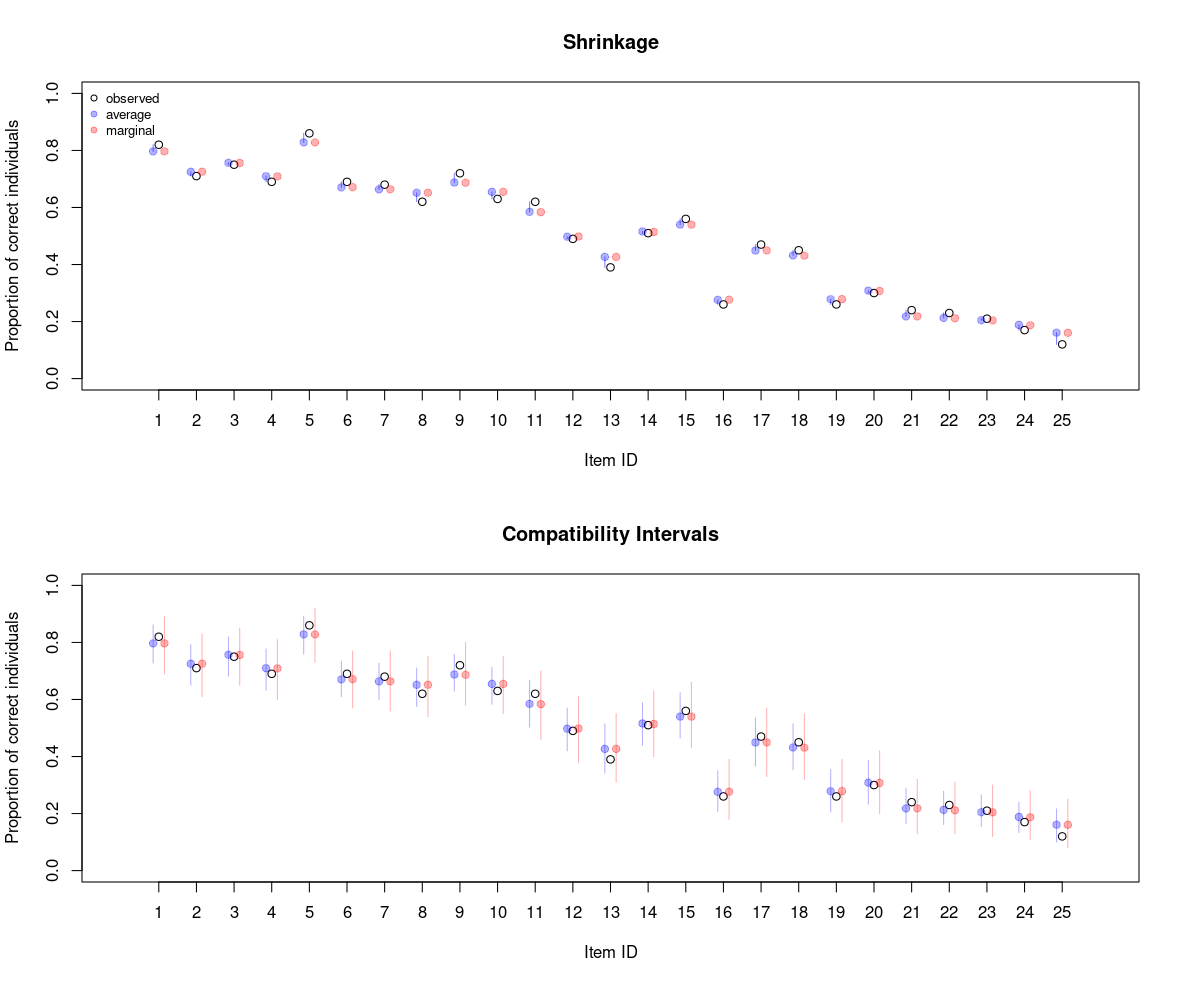 Shrinkage
Proportion of correct individuals
1.0
0.8
0.6
0.4
0.2
0.0
observed
average
marginal
1 2 3 4 5 6 7 8 9 10 11 12 13 14 15 16 17 18 19 20 21 22 23 24 25
Item ID
Compatibility Intervals
Proportion of correct individuals
1.0
0.8
0.6
0.4
0.2
0.0
1 2 3 4 5 6 7 8 9 10 11 12 13 14 15 16 17 18 19 20 21 22 23 24 25
Item ID